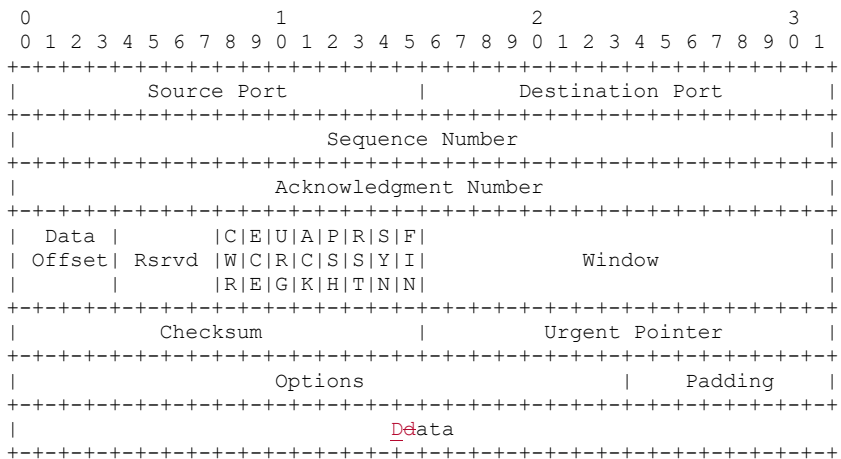 0                   1                   2                   3
 0 1 2 3 4 5 6 7 8 9 0 1 2 3 4 5 6 7 8 9 0 1 2 3 4 5 6 7 8 9 0 1
+-+-+-+-+-+-+-+-+-+-+-+-+-+-+-+-+-+-+-+-+-+-+-+-+-+-+-+-+-+-+-+-+
|          Source Port          |       Destination Port        |
+-+-+-+-+-+-+-+-+-+-+-+-+-+-+-+-+-+-+-+-+-+-+-+-+-+-+-+-+-+-+-+-+
|                        Sequence Number                        |
+-+-+-+-+-+-+-+-+-+-+-+-+-+-+-+-+-+-+-+-+-+-+-+-+-+-+-+-+-+-+-+-+
|                    Acknowledgment Number                      |
+-+-+-+-+-+-+-+-+-+-+-+-+-+-+-+-+-+-+-+-+-+-+-+-+-+-+-+-+-+-+-+-+
|  Data |       |C|E|U|A|P|R|S|F|                               |
| Offset| Rsrvd |W|C|R|C|S|S|Y|I|            Window             |
|       |       |R|E|G|K|H|T|N|N|                               |
+-+-+-+-+-+-+-+-+-+-+-+-+-+-+-+-+-+-+-+-+-+-+-+-+-+-+-+-+-+-+-+-+
|           Checksum            |         Urgent Pointer        |
+-+-+-+-+-+-+-+-+-+-+-+-+-+-+-+-+-+-+-+-+-+-+-+-+-+-+-+-+-+-+-+-+
|                    Options                    |    Padding    |
+-+-+-+-+-+-+-+-+-+-+-+-+-+-+-+-+-+-+-+-+-+-+-+-+-+-+-+-+-+-+-+-+
|                             Ddata
+-+-+-+-+-+-+-+-+-+-+-+-+-+-+-+-+-+-+-+-+-+-+-+-+-+-+-+-+-+-+-+-+